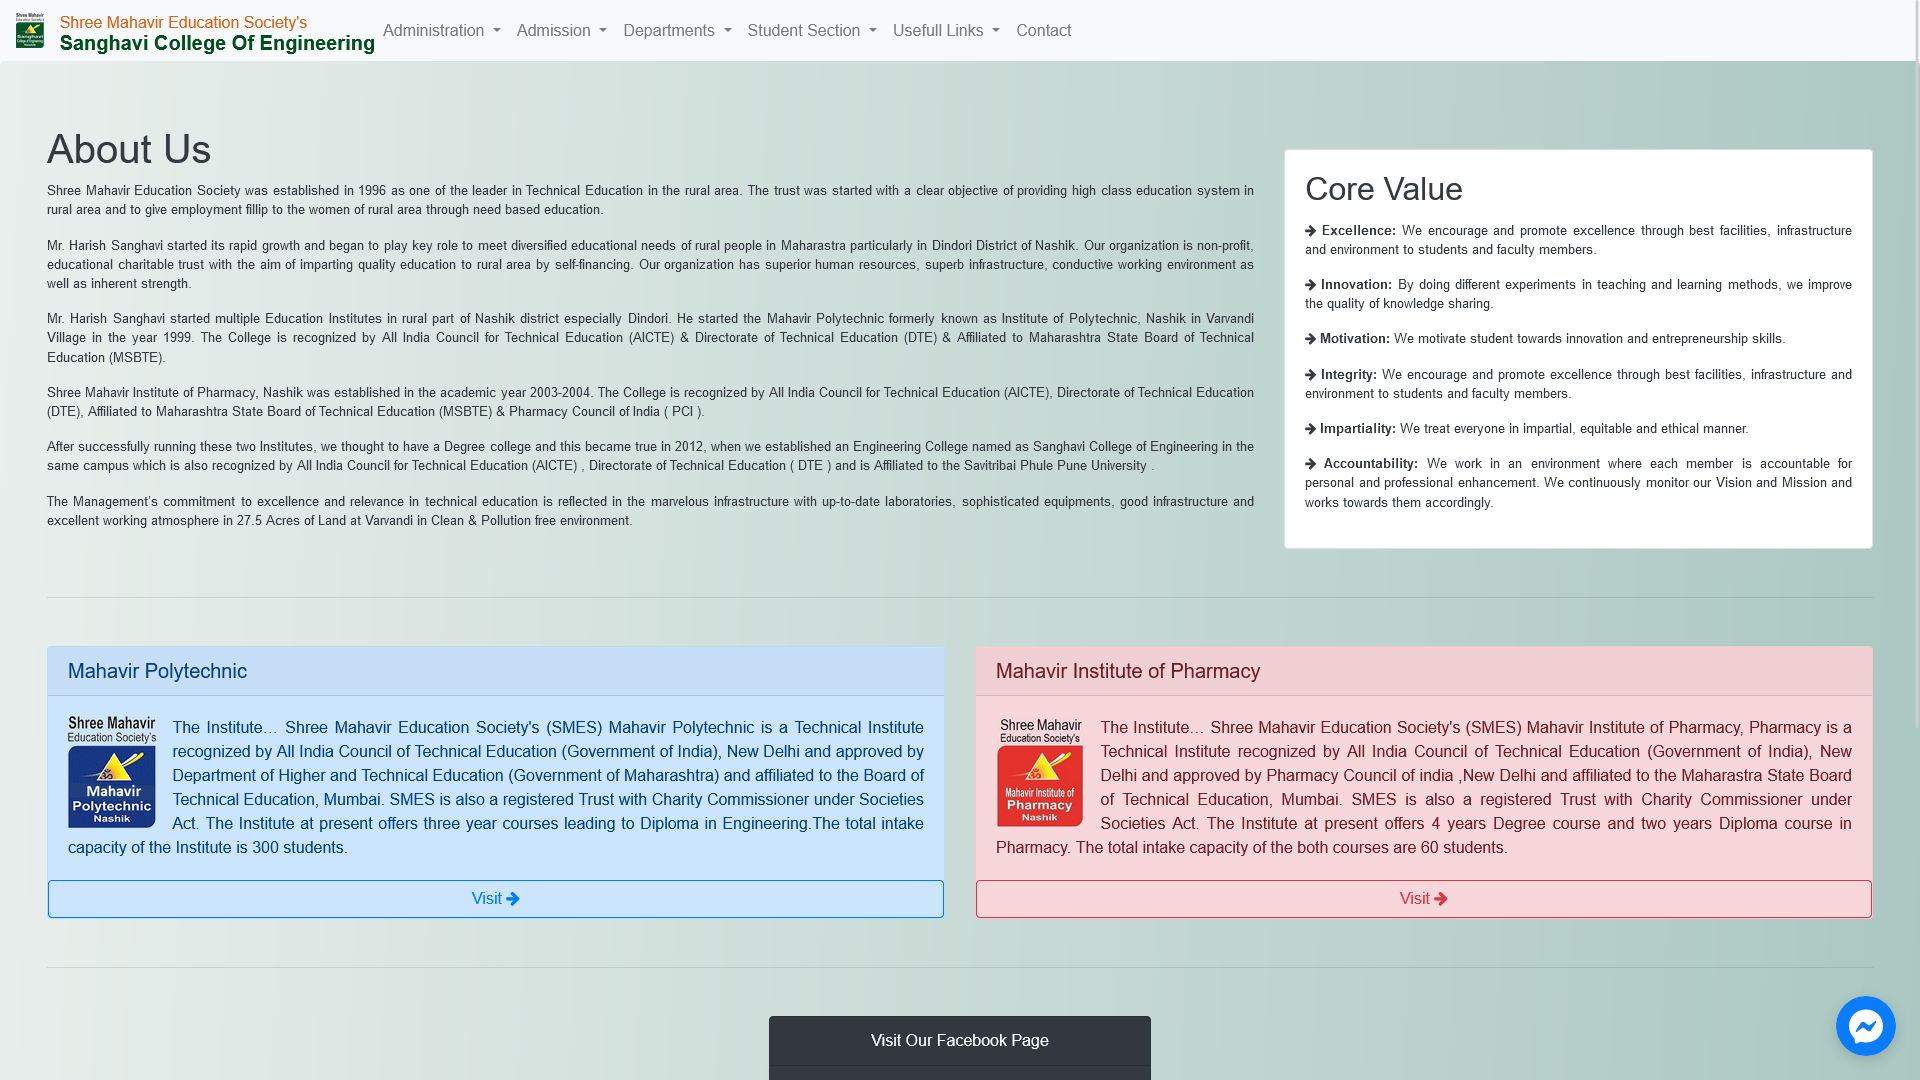 Shree Mahavir Education Society's
Sanghavi College Of Engineering
Administration
Admission
Departments
Student Section
Usefull Links
Contact
About Us
Shree Mahavir Education Society was established in 1996 as one of the leader in Technical Education in the rural area. The trust was started with a clear objective of providing high class education system in
rural area and to give employment fillip to the women of rural area through need based education.
Mr. Harish Sanghavi started its rapid growth and began to play key role to meet diversified educational needs of rural people in Maharastra particularly in Dindori District of Nashik. Our organization is non-profit,
educational charitable trust with the aim of imparting quality education to rural area by self-financing. Our organization has superior human resources, superb infrastructure, conductive working environment as
well as inherent strength.
Mr. Harish Sanghavi started multiple Education Institutes in rural part of Nashik district especially Dindori. He started the Mahavir Polytechnic formerly known as Institute of Polytechnic, Nashik in Varvandi
Village in the year 1999. The College is recognized by All India Council for Technical Education (AICTE) & Directorate of Technical Education (DTE) & Affiliated to Maharashtra State Board of Technical
Education (MSBTE).
Shree Mahavir Institute of Pharmacy, Nashik was established in the academic year 2003-2004. The College is recognized by All India Council for Technical Education (AICTE), Directorate of Technical Education
(DTE), Affiliated to Maharashtra State Board of Technical Education (MSBTE) & Pharmacy Council of India ( PCI ).
After successfully running these two Institutes, we thought to have a Degree college and this became true in 2012, when we established an Engineering College named as Sanghavi College of Engineering in the
same campus which is also recognized by All India Council for Technical Education (AICTE) , Directorate of Technical Education ( DTE ) and is Affiliated to the Savitribai Phule Pune University .
The Management's commitment to excellence and relevance in technical education is reflected in the marvelous infrastructure with up-to-date laboratories, sophisticated equipments, good infrastructure and
excellent working atmosphere in 27.5 Acres of Land at Varvandi in Clean & Pollution free environment.
Core Value
Excellence: We encourage and promote excellence through best facilities, infrastructure
and environment to students and faculty members.
Innovation: By doing different experiments in teaching and learning methods, we improve
the quality of knowledge sharing.
Motivation: We motivate student towards innovation and entrepreneurship skills.
Integrity: We encourage and promote excellence through best facilities, infrastructure and
environment to students and faculty members.
Impartiality: We treat everyone in impartial, equitable and ethical manner.
Accountability: We work in an environment where each member is accountable for
personal and professional enhancement. We continuously monitor our Vision and Mission and
works towards them accordingly.
Mahavir Polytechnic
Shree Mahavir
Education Society's
Mahavir
Polytechnic
Nashik
The Institute… Shree Mahavir Education Society's (SMES) Mahavir Polytechnic is a Technical Institute
recognized by All India Council of Technical Education (Government of India), New Delhi and approved by
Department of Higher and Technical Education (Government of Maharashtra) and affiliated to the Board of
Technical Education, Mumbai. SMES is also a registered Trust with Charity Commissioner under Societies
Act. The Institute at present offers three year courses leading to Diploma in Engineering.The total intake
capacity of the Institute is 300 students.
Visit
Mahavir Institute of Pharmacy
Shree Mahavir
Education Society's
Mahavir Institute of
Pharmacy
Nashik
The Institute… Shree Mahavir Education Society's (SMES) Mahavir Institute of Pharmacy, Pharmacy is a
Technical Institute recognized by All India Council of Technical Education (Government of India), New
Delhi and approved by Pharmacy Council of india ,New Delhi and affiliated to the Maharastra State Board
of Technical Education, Mumbai. SMES is also a registered Trust with Charity Commissioner under
Societies Act. The Institute at present offers 4 years Degree course and two years Diploma course in
Pharmacy. The total intake capacity of the both courses are 60 students.
Visit
Visit Our Facebook Page